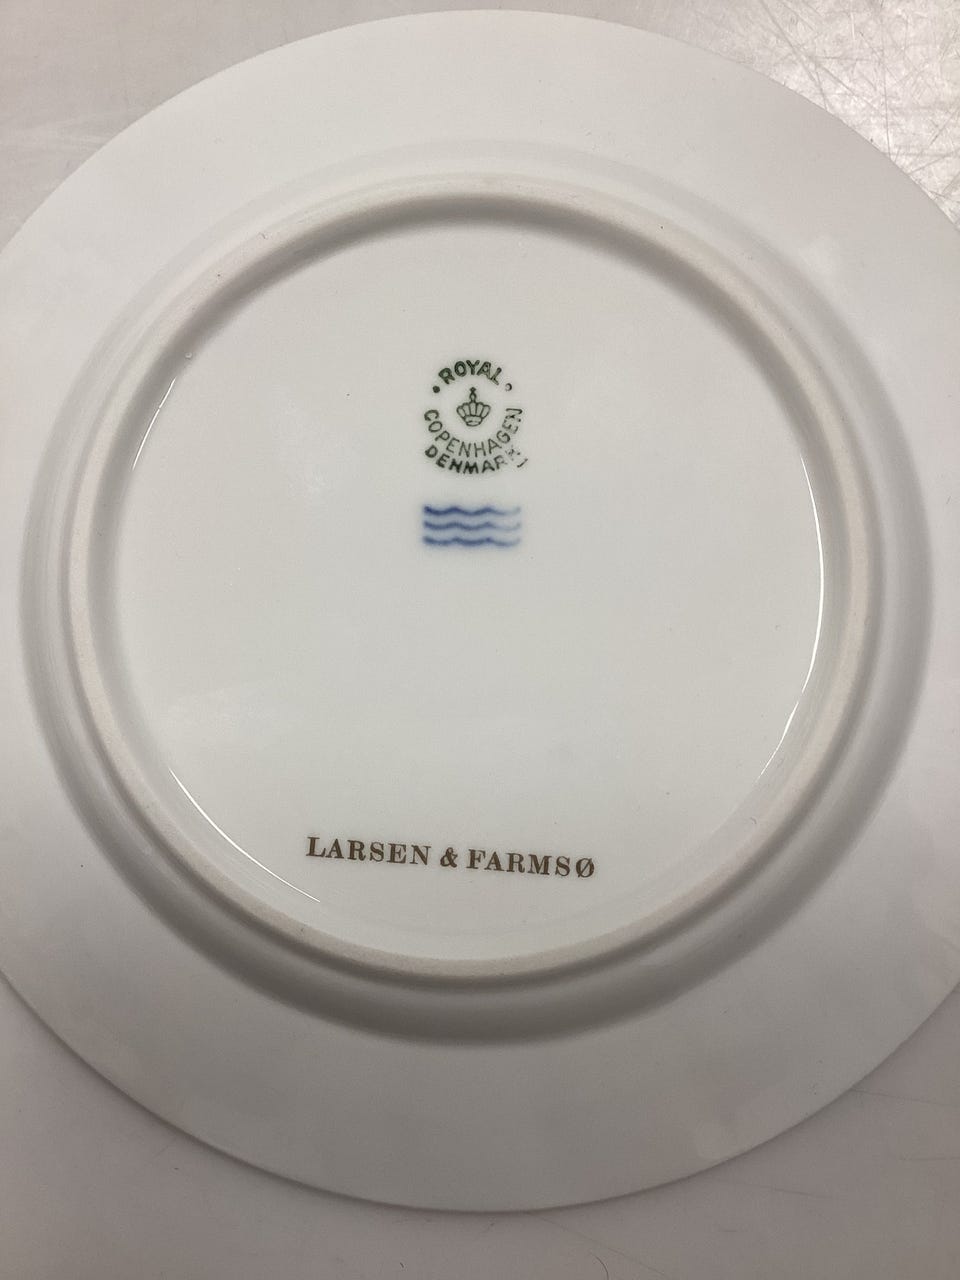 ROYAL
COPENHAGEN
DENMARK
LARSEN & FARMSØ